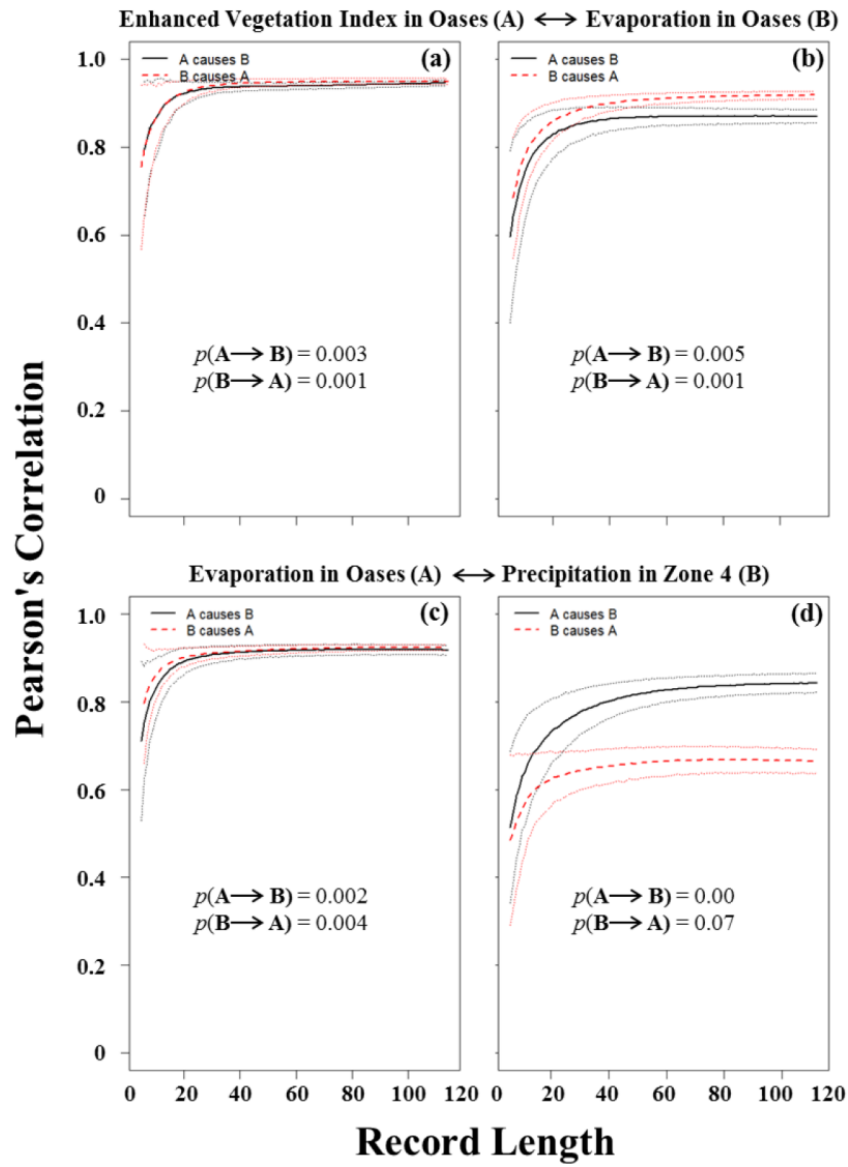 Enhanced Vegetation Index in Oases (A) ⟷ Evaporation in Oases (B)
1.0
0.8
0.6
0.4
0.2
0
A causes B
B causes A
(a)
p(A⟶B) = 0.003
p(B⟶A) = 0.001
A causes B
B causes A
(b)
p(A⟶B) = 0.005
p(B⟶A) = 0.001
Pearson's Correlation
Evaporation in Oases (A) ⟷ Precipitation in Zone 4 (B)
1.0
0.8
0.6
0.4
0.2
0
A causes B
B causes A
(c)
p(A⟶B) = 0.002
p(B⟶A) = 0.004
A causes B
B causes A
(d)
p(A⟶B) = 0.00
p(B⟶A) = 0.07
0 20 40 60 80 100 120
0 20 40 60 80 100 120
Record Length